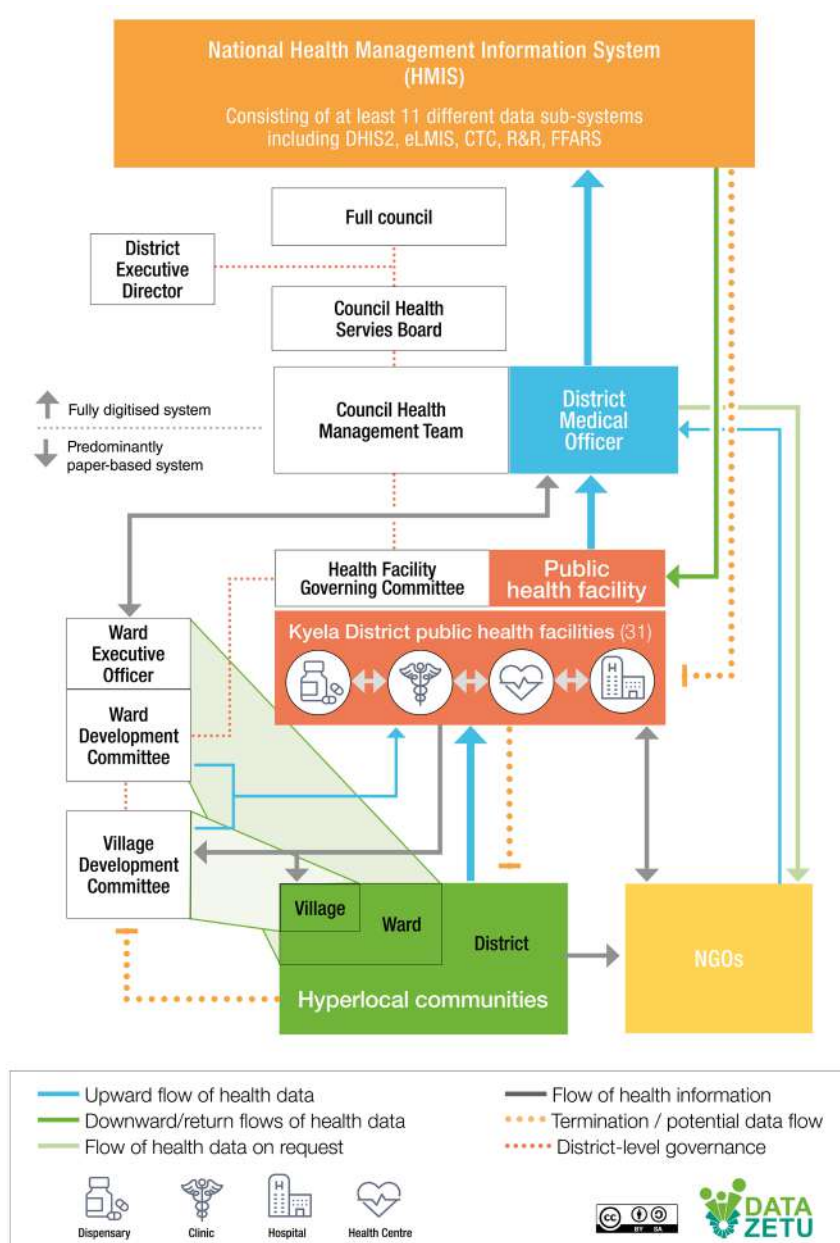 National Health Management Information System
(HMIS)
Consisting of at least 11 different data sub-systems
including DHIS2, eLMIS, CTC, R&R, FFARS
Full council
District
Executive
Director
Council Health
Servies Board
Fully digitised system
Predominantly
paper-based system
Council Health
Management Team
District
Medical
Officer
Health Facility
Governing Committee
Public
health facility
Kyela District public health facilities (31)
H
Ward
Executive
Officer
Ward
Development
Committee
Village
Development
Committee
Village
Ward
District
Hyperlocal communities
NGOs
Upward flow of health data
Downward/return flows of health data
Flow of health data on request
Flow of health information
Termination / potential data flow
District-level governance
H
Dispensary
Clinic
Hospital
Health Centre
cc
BY SA
DATA
ZETU